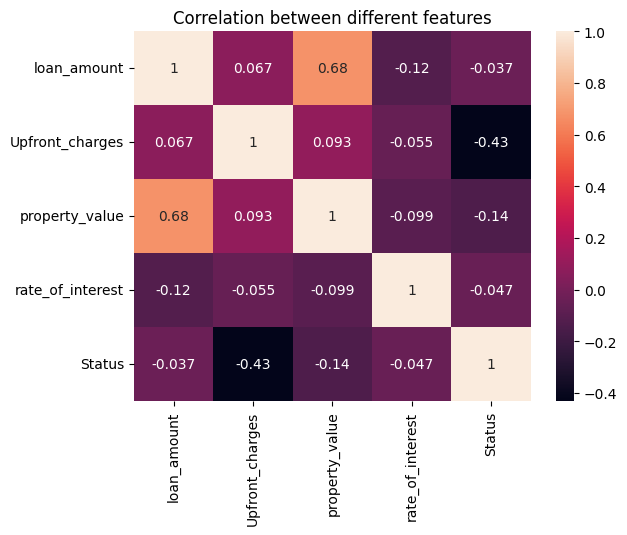 Correlation between different features
loan_amount 1 0.067 0.68 -0.12 -0.037
Upfront_charges 0.067 1 0.093 -0.055 -0.43
property_value 0.68 0.093 1 -0.099 -0.14
rate_of_interest -0.12 -0.055 -0.099 1 -0.047
Status -0.037 -0.43 -0.14 -0.047 1
loan_amount Upfront_charges property_value rate_of_interest Status
1.0
0.8
0.6
0.4
0.2
0.0
−0.2
−0.4